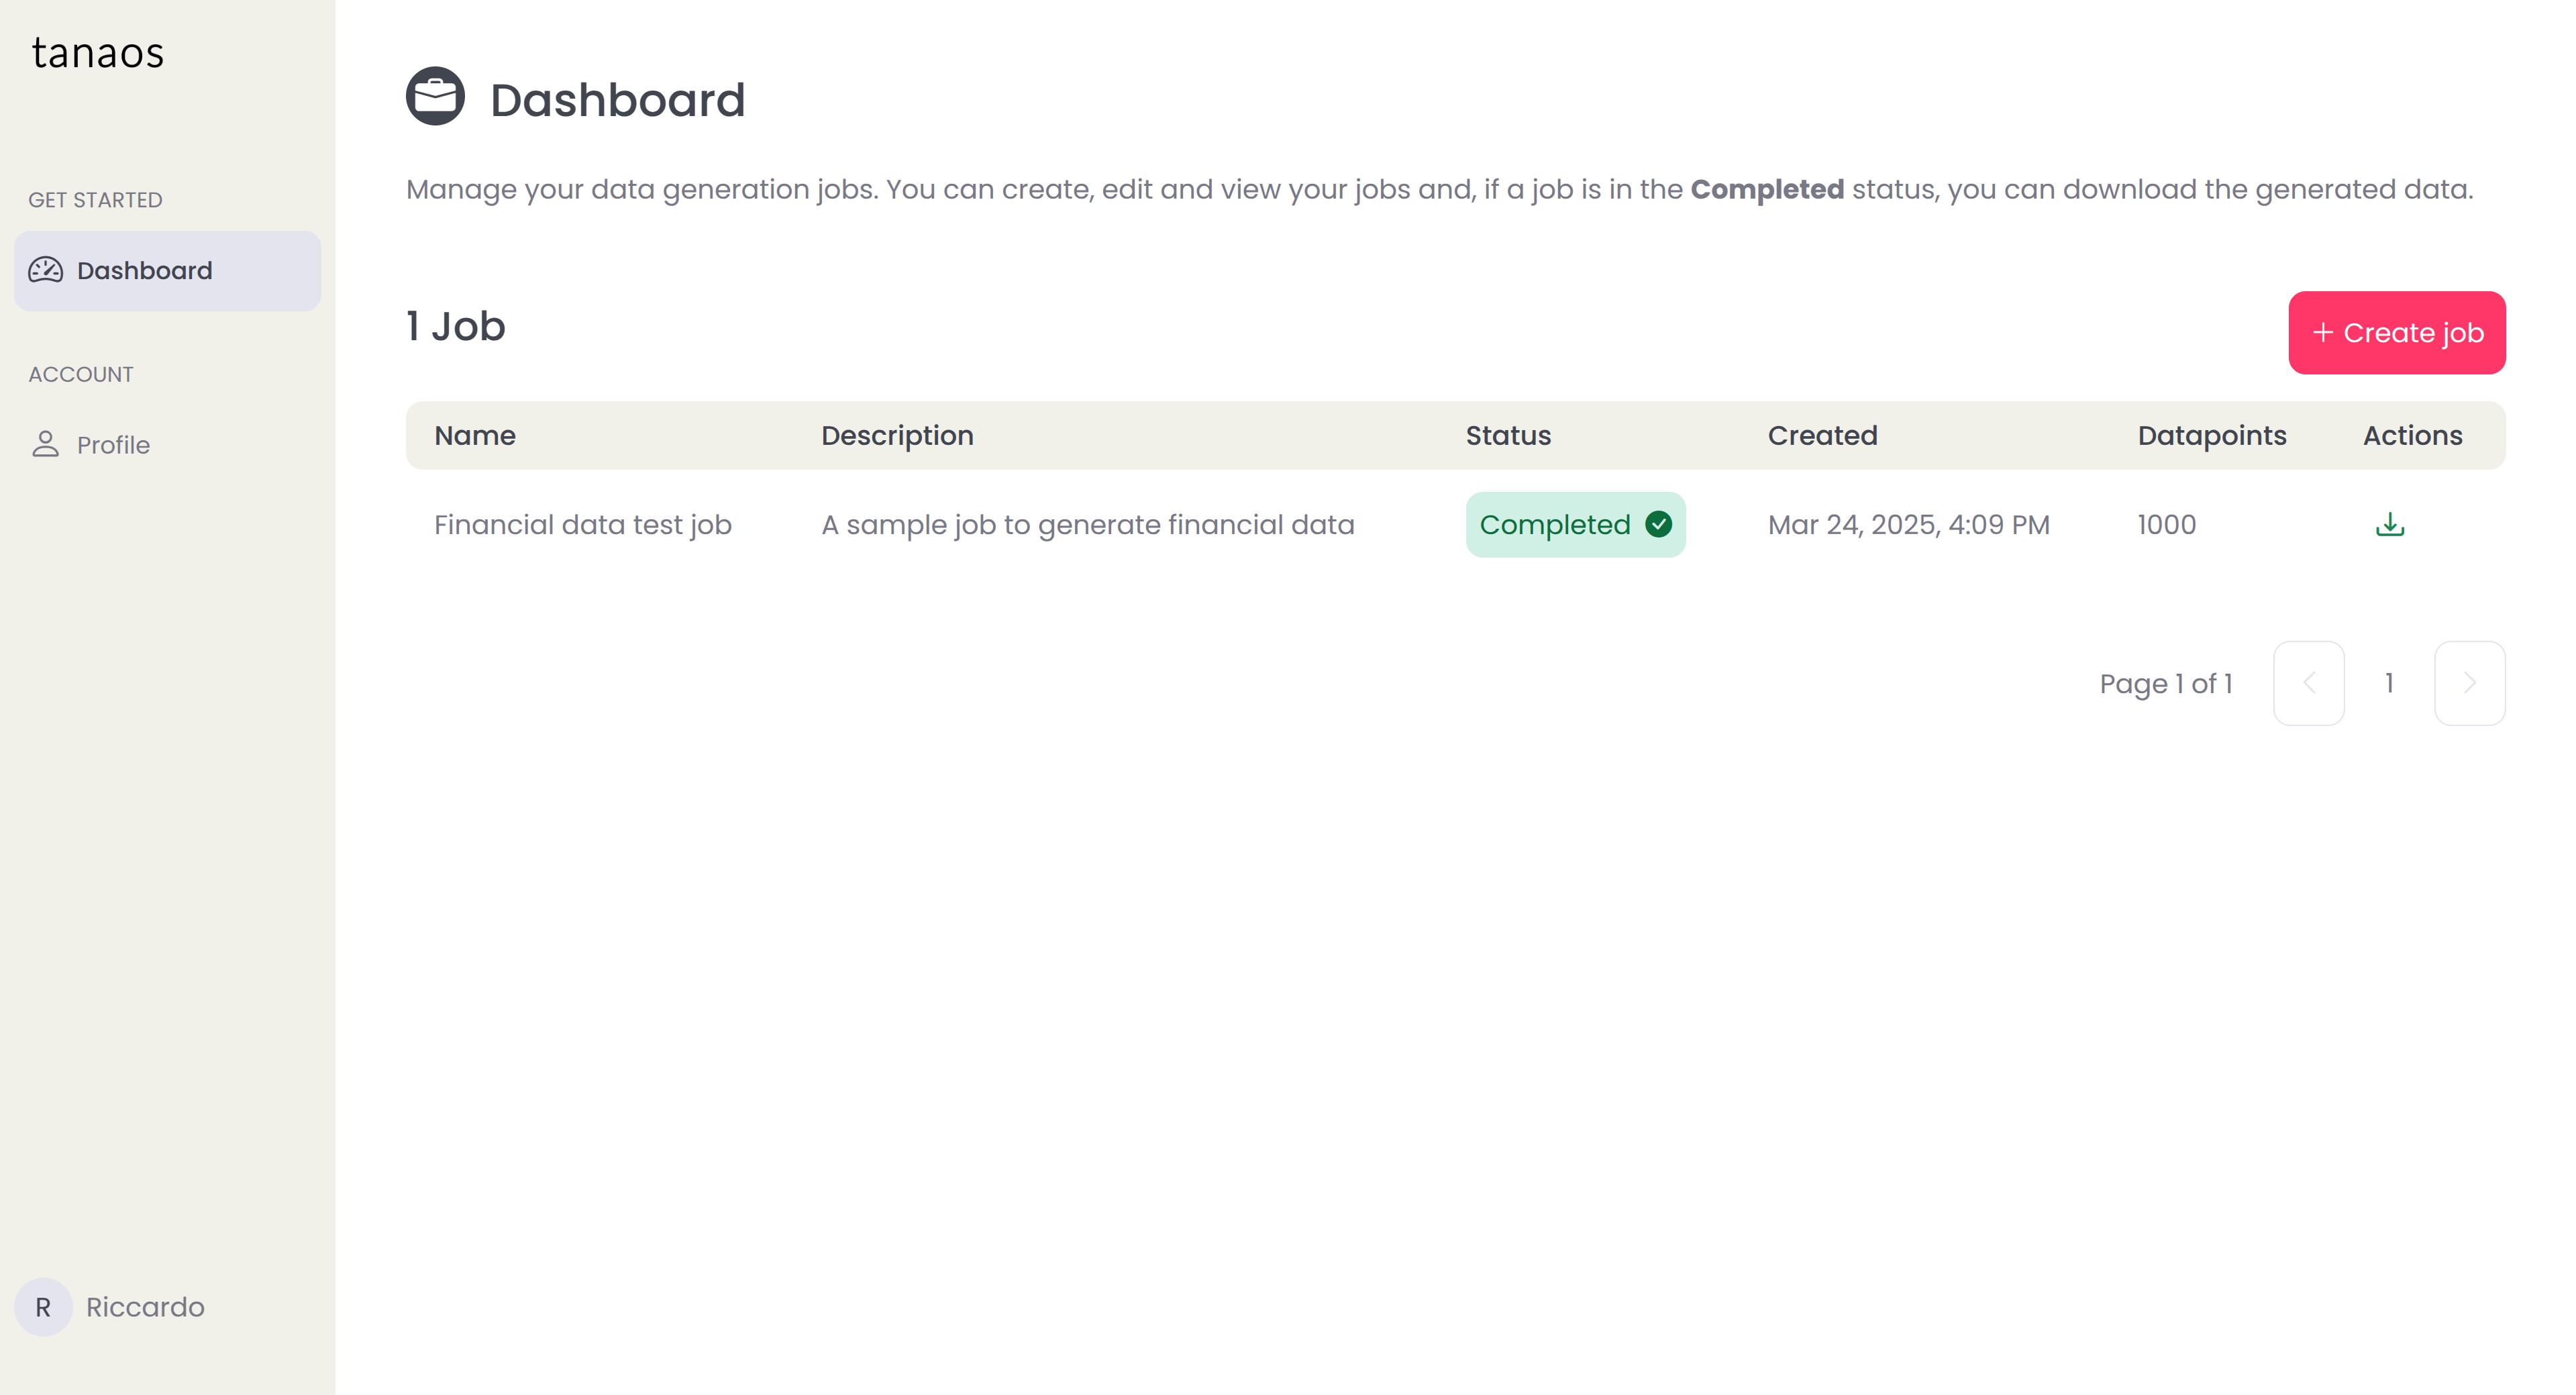 tanaos
GET STARTED
Dashboard
ACCOUNT
Profile
R Riccardo
Dashboard
Manage your data generation jobs. You can create, edit and view your jobs and, if a job is in the Completed status, you can download the generated data.
1 Job
+ Create job
Name Description Status Created Datapoints Actions
Financial data test job A sample job to generate financial data Completed Mar 24, 2025, 4:09 PM 1000
Page 1 of 1 1